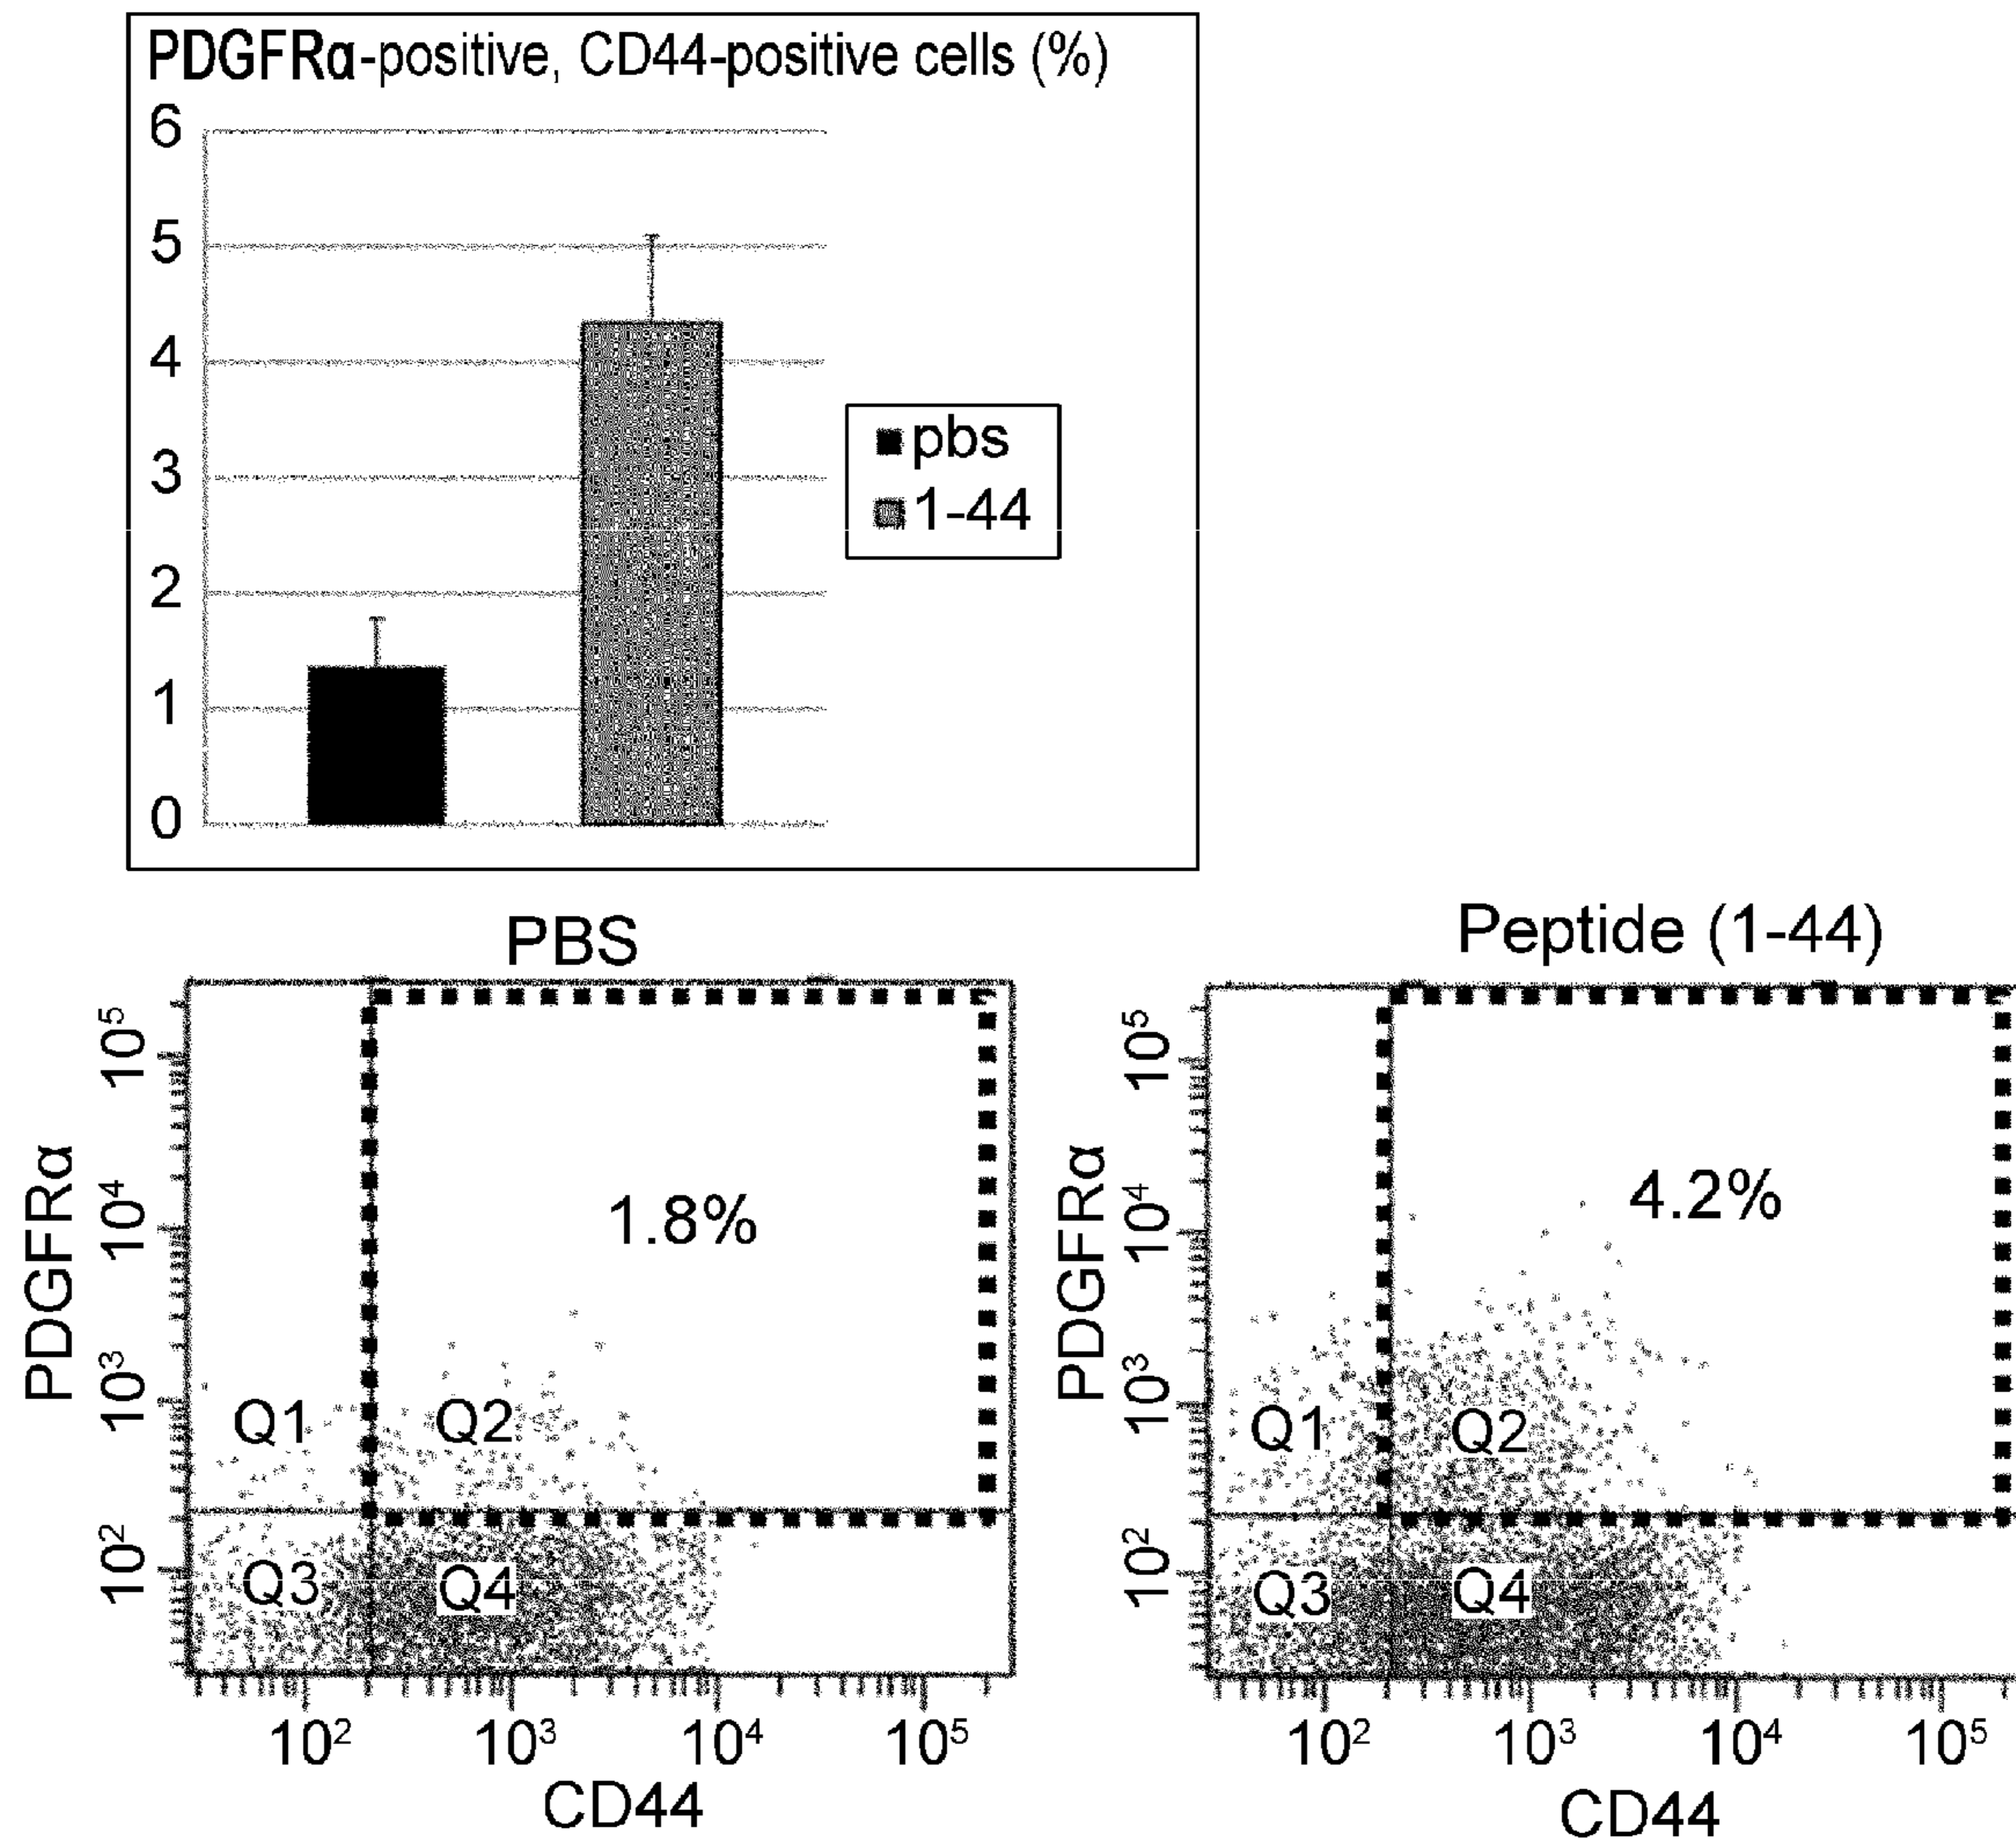 PDGFRα-positive, CD44-positive cells (%)
6
5
4
3
2
1
0
pbs
1-44
PBS
PDGFRα
10⁵
10⁴
10³
10²
1.8%
Q1
Q2
Q3
Q4
10² 10³ 10⁴ 10⁵
CD44
Peptide (1-44)
PDGFRα
10⁵
10⁴
10³
10²
4.2%
Q1
Q2
Q3
Q4
10² 10³ 10⁴ 10⁵
CD44